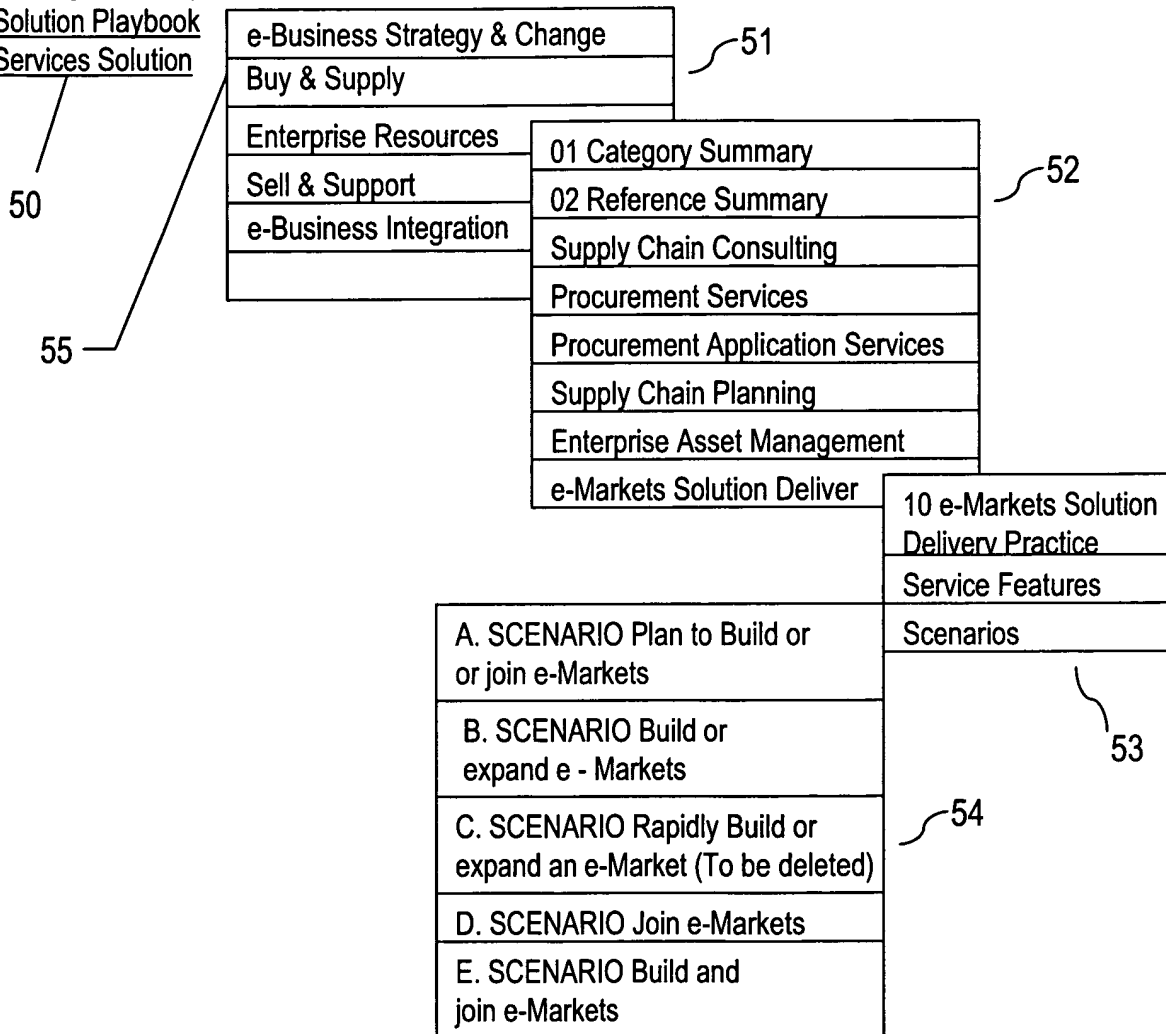 Solution Playbook
Services Solution
50
e-Business Strategy & Change
Buy & Supply
Enterprise Resources
Sell & Support
e-Business Integration
51
55
01 Category Summary
02 Reference Summary
Supply Chain Consulting
Procurement Services
Procurement Application Services
Supply Chain Planning
Enterprise Asset Management
e-Markets Solution Deliver
52
10 e-Markets Solution
Delivery Practice
Service Features
Scenarios
53
A. SCENARIO Plan to Build or
or join e-Markets
B. SCENARIO Build or
expand e - Markets
C. SCENARIO Rapidly Build or
expand an e-Market (To be deleted)
D. SCENARIO Join e-Markets
E. SCENARIO Build and
join e-Markets
54